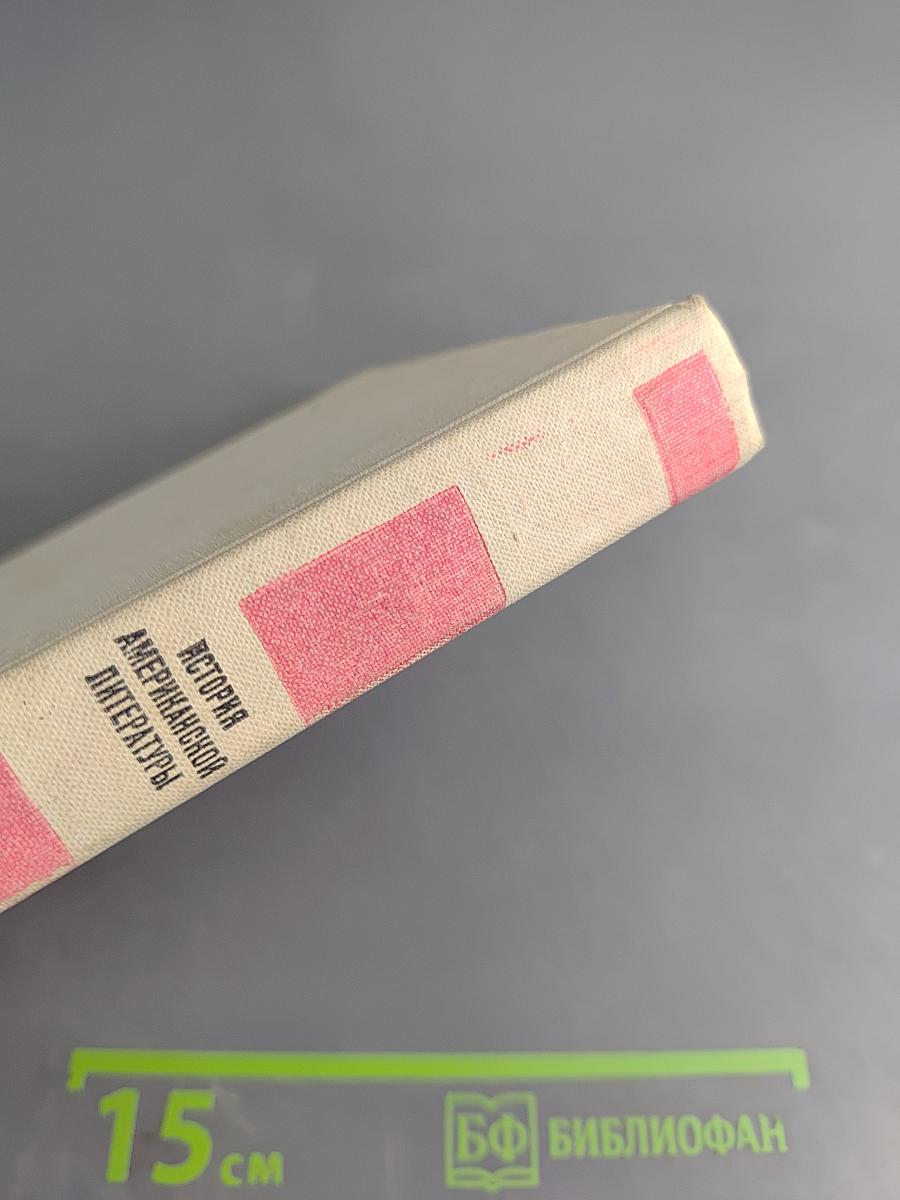 ИСТОРИЯ
АМЕРИКАНСКОЙ
ЛИТЕРАТУРЫ
15 см
БФ БИБЛИОФАН